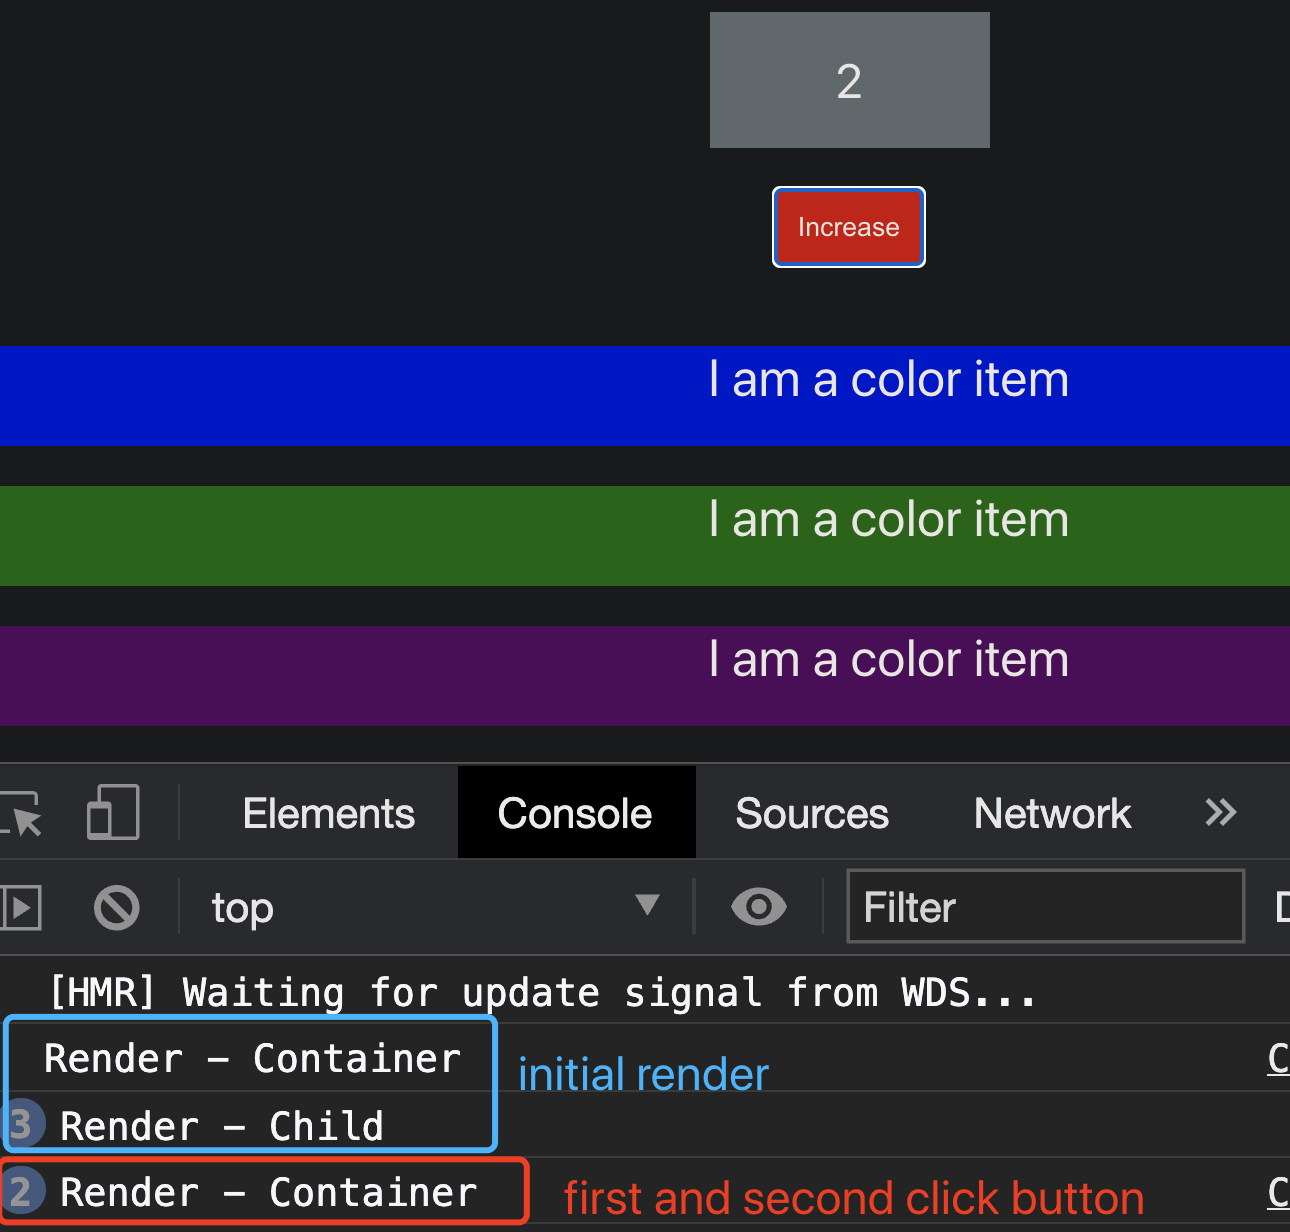 2
Increase
I am a color item
I am a color item
I am a color item
Elements Console Sources Network
top Filter
[HMR] Waiting for update signal from WDS...
Render – Container initial render C
3 Render – Child
2 Render – Container first and second click button C